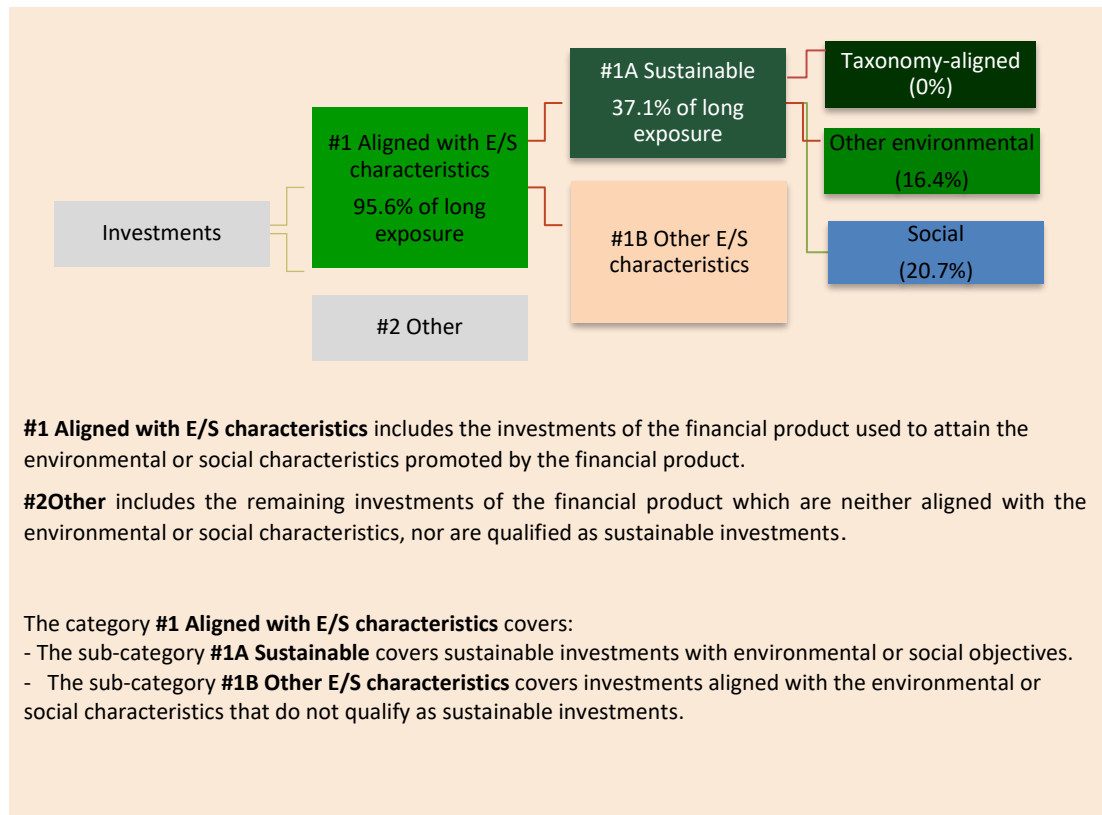 Investments
#1 Aligned with E/S
characteristics
95.6% of long
exposure
#2 Other
#1A Sustainable
37.1% of long
exposure
#1B Other E/S
characteristics
Taxonomy-aligned
(0%)
Other environmental
(16.4%)
Social
(20.7%)
#1 Aligned with E/S characteristics includes the investments of the financial product used to attain the
environmental or social characteristics promoted by the financial product.
#2Other includes the remaining investments of the financial product which are neither aligned with the
environmental or social characteristics, nor are qualified as sustainable investments.
The category #1 Aligned with E/S characteristics covers:
- The sub-category #1A Sustainable covers sustainable investments with environmental or social objectives.
- The sub-category #1B Other E/S characteristics covers investments aligned with the environmental or
social characteristics that do not qualify as sustainable investments.